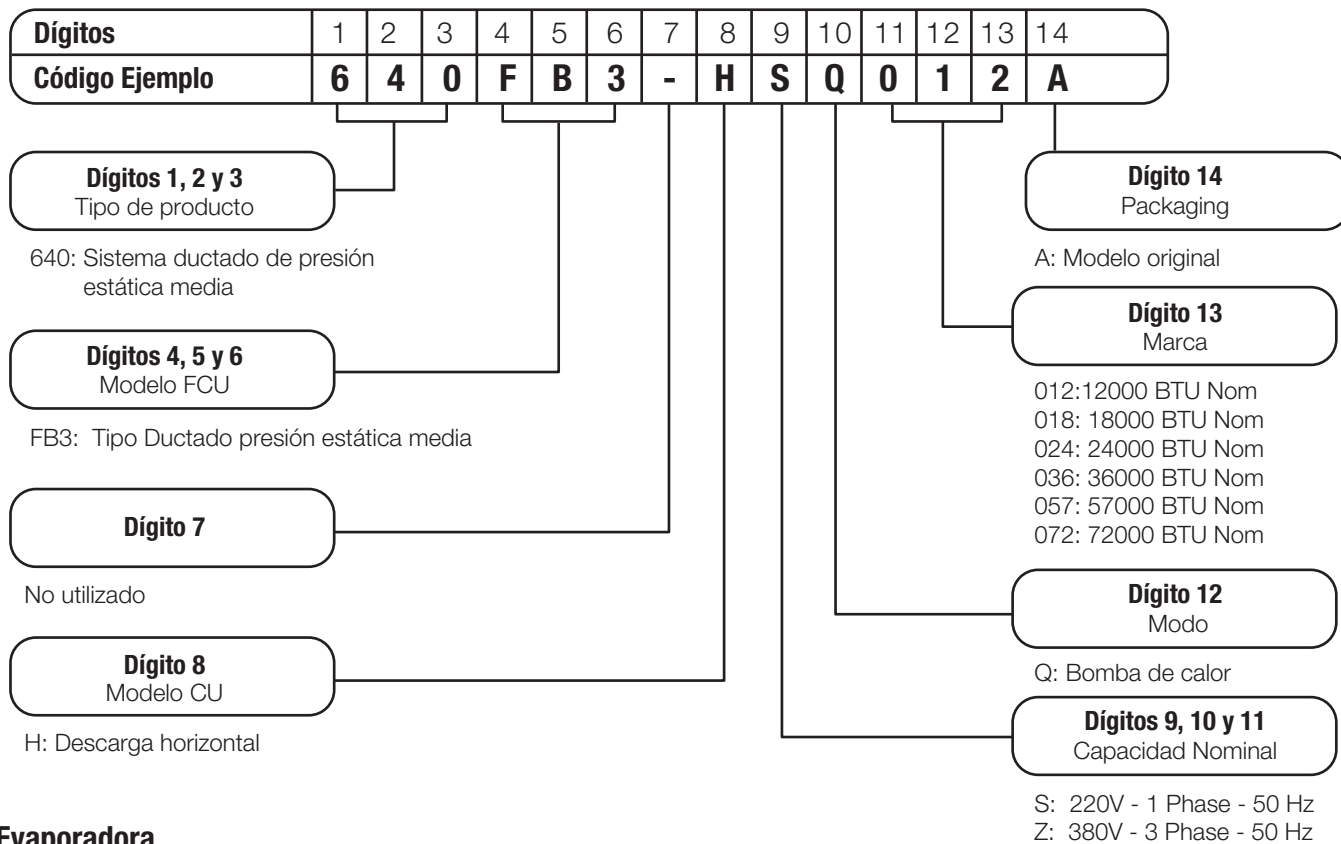 Dígitos 1 2 3 4 5 6 7 8 9 10 11 12 13 14
Código Ejemplo 6 4 0 F B 3 - H S Q 0 1 2 A
Dígitos 1, 2 y 3
Tipo de producto
640: Sistema ductado de presión
estática media
Dígitos 4, 5 y 6
Modelo FCU
FB3: Tipo Ductado presión estática media
Dígito 7
No utilizado
Dígito 8
Modelo CU
H: Descarga horizontal
Dígito 14
Packaging
A: Modelo original
Dígito 13
Marca
012:12000 BTU Nom
018: 18000 BTU Nom
024: 24000 BTU Nom
036: 36000 BTU Nom
057: 57000 BTU Nom
072: 72000 BTU Nom
Dígito 12
Modo
Q: Bomba de calor
Dígitos 9, 10 y 11
Capacidad Nominal
S: 220V - 1 Phase - 50 Hz
Z: 380V - 3 Phase - 50 Hz
Evaporadora